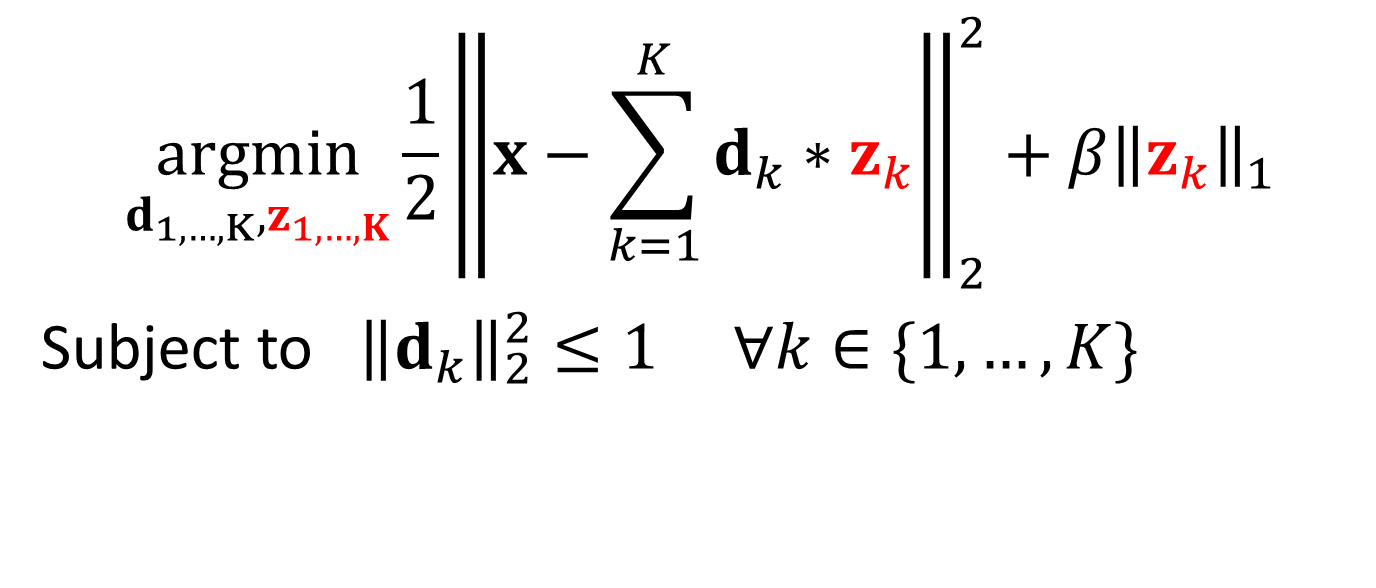 argmin_{𝐝_{1,…,K},𝐳_{1,…,𝐊}} \frac{1}{2} ‖𝐱 − ∑_{k=1}^{K} 𝐝_k ∗ 𝐳_k‖_2^2 + β‖𝐳_k‖_1
Subject to ‖𝐝_k‖_2^2 ≤ 1 ∀k ∈ {1, … , K}